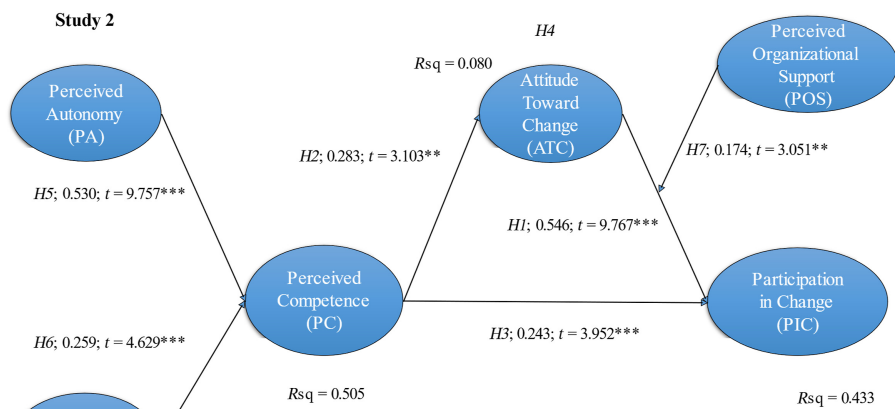 Study 2
H4
Rsq = 0.080
Perceived
Organizational
Support
(POS)
Perceived
Autonomy
(PA)
Attitude
Toward
Change
(ATC)
H2; 0.283; t = 3.103**
H7; 0.174; t = 3.051**
H5; 0.530; t = 9.757***
H1; 0.546; t = 9.767***
Perceived
Competence
(PC)
Participation
in Change
(PIC)
H6; 0.259; t = 4.629***
H3; 0.243; t = 3.952***
Rsq = 0.505
Rsq = 0.433